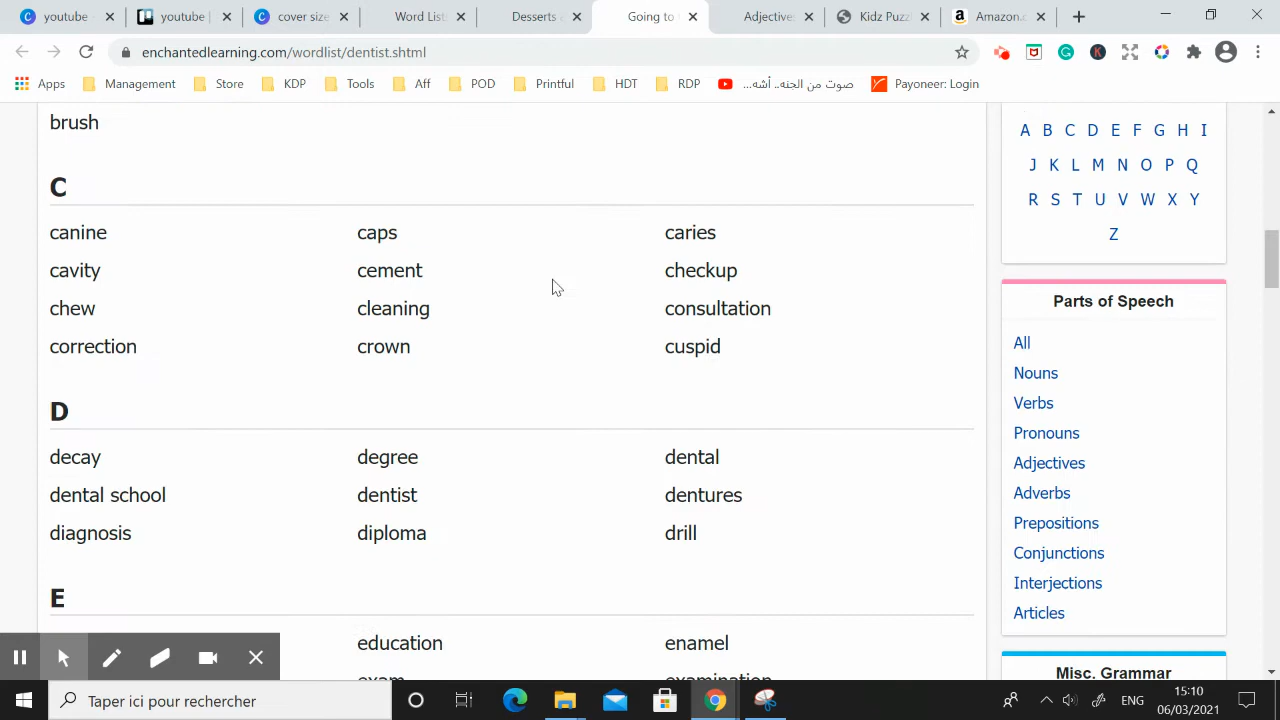 youtube
youtube |
cover size
Word List
Desserts a
Going to
Adjective
Kidz Puzz
Amazon.c
enchantedlearning.com/wordlist/dentist.shtml
Apps Management Store KDP Tools Aff POD Printful HDT RDP صوت من الجنه.. أشه... Payoneer: Login
brush
C
canine caps caries
cavity cement checkup
chew cleaning consultation
correction crown cuspid
D
decay degree dental
dental school dentist dentures
diagnosis diploma drill
E
education enamel
exam examination
A B C D E F G H I
J K L M N O P Q
R S T U V W X Y
Z
Parts of Speech
All
Nouns
Verbs
Pronouns
Adjectives
Adverbs
Prepositions
Conjunctions
Interjections
Articles
Misc. Grammar
Taper ici pour rechercher
ENG
15:10
06/03/2021